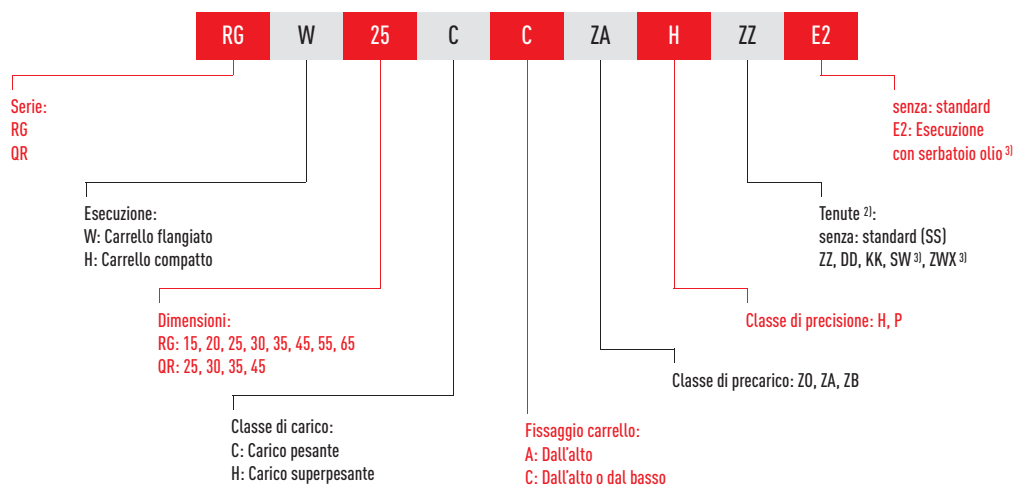 RG W 25 C C ZA H ZZ E2
Serie:
RG
QR
senza: standard
E2: Esecuzione
con serbatoio olio 3)
Esecuzione:
W: Carrello flangiato
H: Carrello compatto
Tenute 2):
senza: standard (SS)
ZZ, DD, KK, SW 3), ZWX 3)
Dimensioni:
RG: 15, 20, 25, 30, 35, 45, 55, 65
QR: 25, 30, 35, 45
Classe di precisione: H, P
Classe di precarico: Z0, ZA, ZB
Classe di carico:
C: Carico pesante
H: Carico superpesante
Fissaggio carrello:
A: Dall'alto
C: Dall'alto o dal basso